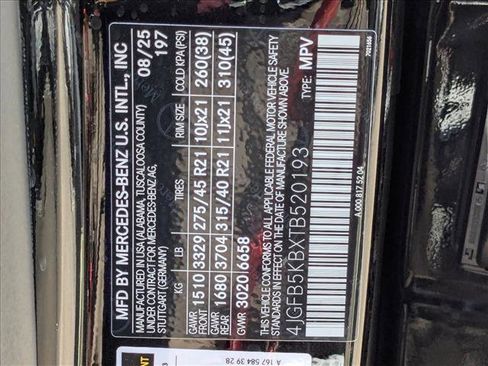 MFD BY MERCEDES-BENZ U.S. INTL., INC
MANUFACTURED IN USA (ALABAMA, TUSCALOOSA COUNTY)
UNDER CONTRACT FOR MERCEDES-BENZ AG,
STUTTGART (GERMANY)
08/25
197
KG LB TIRES RIM SIZE COLD KPA(PSI)
GAWR FRONT 1510 3329 275/45 R21 10Jx21 260(38)
GAWR REAR 1680 3704 315/40 R21 11Jx21 310(45)
GVWR 3020 6658
THIS VEHICLE CONFORMS TO ALL APPLICABLE FEDERAL MOTOR VEHICLE SAFETY
STANDARDS IN EFFECT ON THE DATE OF MANUFACTURE SHOWN ABOVE.
4JGFB5KBXTB520193
TYPE: MPV
A 000 817 52 04
A 167 584 39 28